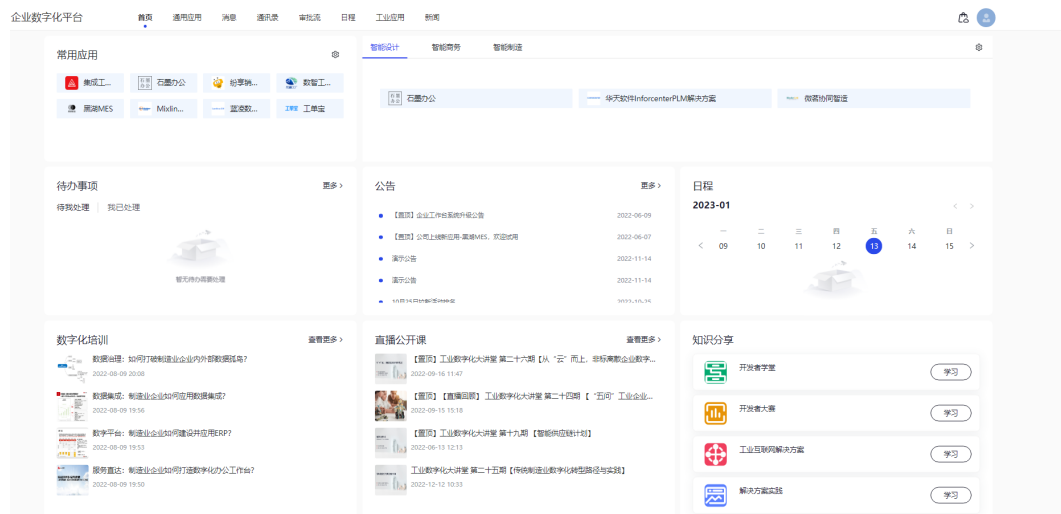 企业数字化平台 首页 通用应用 消息 通讯录 审批流 日程 工业应用 新闻
常用应用
集成工... 石墨办公 纷享销... 数智工...
黑湖MES Mixlin... 蓝凌数... 工单宝
智能设计 智能商务 智能制造
石墨办公 华天软件InforcenterPLM解决方案 微茗协同智造
待办事项 更多 >
待我处理 我已处理
暂无待办需要处理
公告 更多 >
【置顶】企业工作台系统升级公告 2022-06-09
【置顶】公司上线新应用-黑湖MES，欢迎试用 2022-06-07
演示公告 2022-11-14
演示公告 2022-11-14
10月25日拉新活动报名 2022-10-25
日程
2023-01
一 二 三 四 五 六 日
< 09 10 11 12 13 14 15 >
数字化培训 查看更多 >
数据治理：如何打破制造业企业内外部数据孤岛？
2022-08-09 20:08
数据集成：制造业企业如何应用数据集成？
2022-08-09 19:56
数字平台：制造业企业如何建设并应用ERP？
2022-08-09 19:53
服务直达：制造业企业如何打造数字化办公工作台？
2022-08-09 19:50
直播公开课 查看更多 >
【置顶】工业数字化大讲堂 第二十六期【从“云”而上，非标离散企业数字...
2022-09-16 11:47
【置顶】【直播回顾】工业数字化大讲堂 第二十四期 【 “五问”工业企业...
2022-09-15 15:18
【置顶】工业数字化大讲堂 第十九期 【智能供应链计划】
2022-06-13 12:13
工业数字化大讲堂 第二十五期【传统制造业数字化转型路径与实践】
2022-12-12 10:33
知识分享
开发者学堂 学习
开发者大赛 学习
工业互联网解决方案 学习
解决方案实践 学习